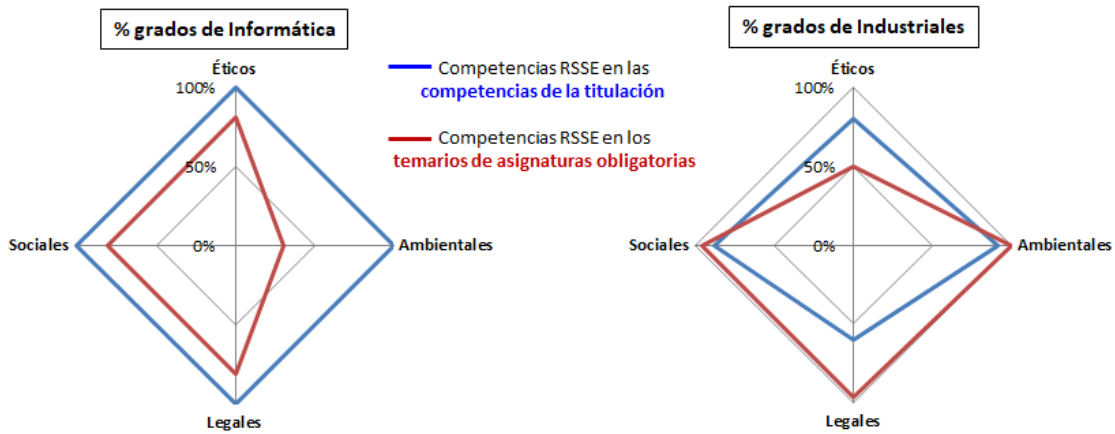 % grados de Informática
Éticos
100%
50%
Sociales
0%
Ambientales
Legales
Competencias RSSE en las
competencias de la titulación
Competencias RSSE en los
temarios de asignaturas obligatorias
% grados de Industriales
Éticos
100%
50%
Sociales
0%
Ambientales
Legales